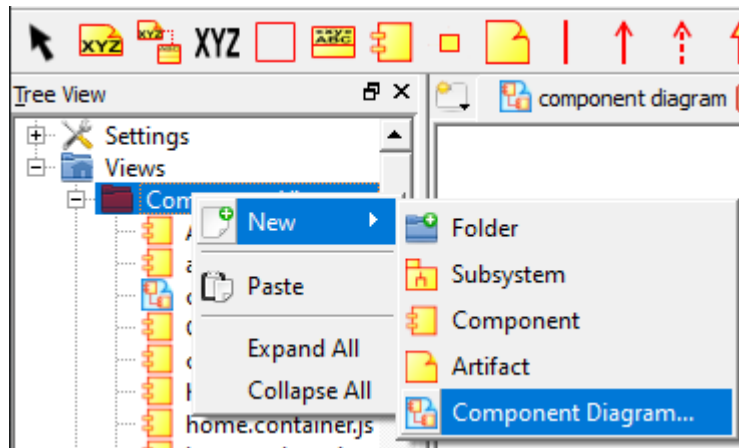 XYZ XYZ XYZ XYZ ABC
Tree View
component diagram
Settings
Views
New
Folder
Subsystem
Paste
Component
Expand All
Artifact
Collapse All
Component Diagram...
home.container.js